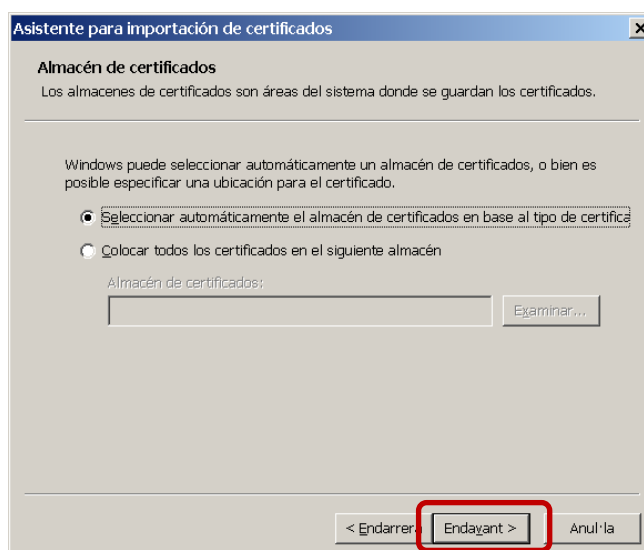 Asistente para importación de certificados
Almacén de certificados
Los almacenes de certificados son áreas del sistema donde se guardan los certificados.
Windows puede seleccionar automáticamente un almacén de certificados, o bien es
posible especificar una ubicación para el certificado.
Seleccionar automáticamente el almacén de certificados en base al tipo de certifica
Colocar todos los certificados en el siguiente almacén
Almacén de certificados:
Examinar...
< Endarrera Endavant > Anul·la